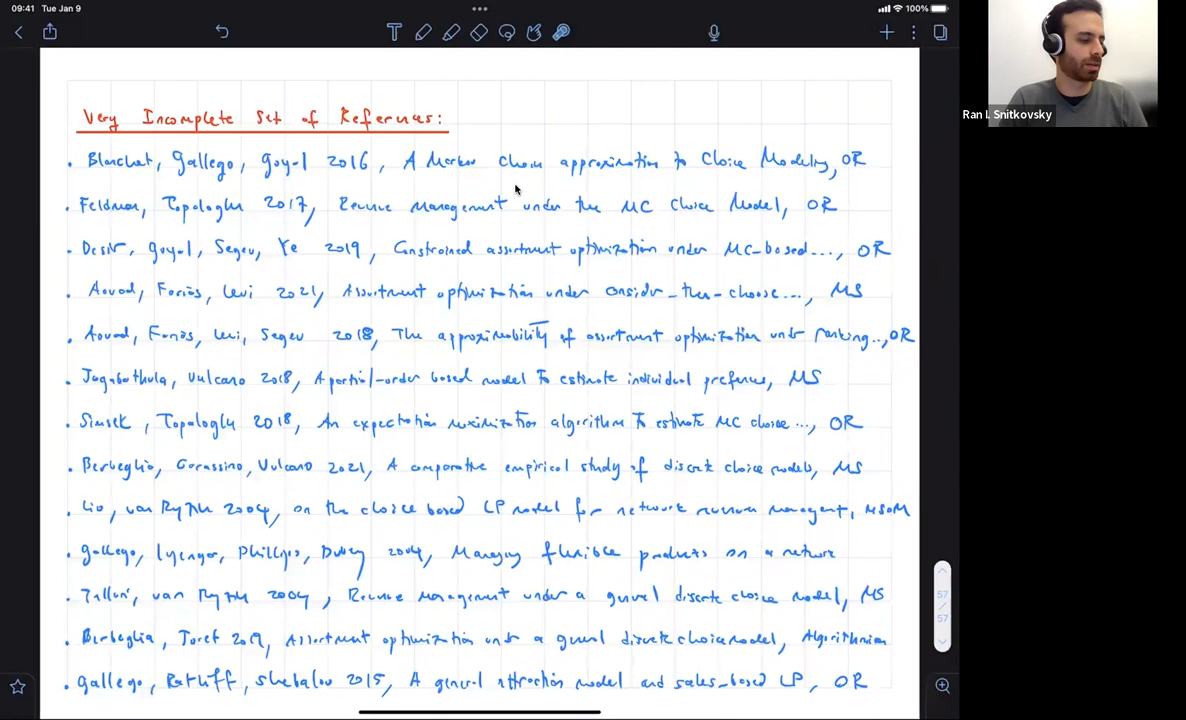 09:41 Tue Jan 9
100%
Ran I. Snitkovsky
Very Incomplete Set of References:
• Blanchet, Gallego, Goyal 2016, A Markov chain approximation to Choice Modeling, OR
• Feldman, Topaloglu 2017, Revenue Management under the MC Choice Model, OR
• Desir, Goyal, Segev, Ye 2019, Constrained assortment optimization under MC-based..., OR
• Aouad, Farias, Levi 2021, Assortment optimization under consider-then-choose..., MS
• Aouad, Farias, Levi, Segev 2018, The approximability of assortment optimization under ranking..., OR
• Jagabathula, Vulcano 2018, A partial-order based model to estimate individual preferences, MS
• Simsek, Topaloglu 2018, An expectation maximization algorithm to estimate MC choice..., OR
• Berbeglia, Garassino, Vulcano 2021, A comparative empirical study of discrete choice models, MS
• Liu, van Ryzin 2004, on the choice based LP model for network revenue management, MSOM
• Gallego, Iyengar, Phillips, Dubey 2004, Managing flexible products on a network
• Talluri, van Ryzin 2004, Revenue Management under a general discrete choice model, MS
• Berbeglia, Joret 2019, Assortment optimization under a general discrete choice model, Algorithmica
• Gallego, Ratliff, Shebalov 2015, A general attraction model and sales-based LP, OR
57
/
57